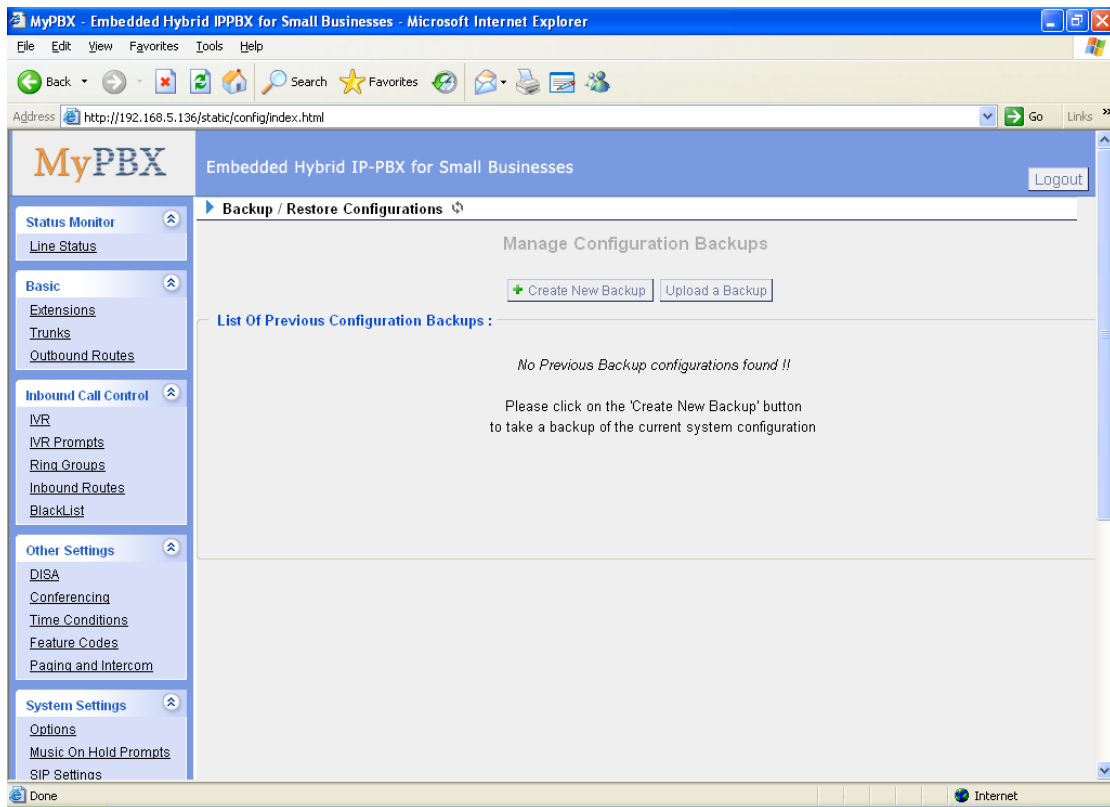 MyPBX - Embedded Hybrid IPPBX for Small Businesses - Microsoft Internet Explorer
File Edit View Favorites Tools Help
Back Search Favorites
Address http://192.168.5.136/static/config/index.html Go Links »
MyPBX
Embedded Hybrid IP-PBX for Small Businesses
Logout
Status Monitor
Line Status
Basic
Extensions
Trunks
Outbound Routes
Inbound Call Control
IVR
IVR Prompts
Ring Groups
Inbound Routes
BlackList
Other Settings
DISA
Conferencing
Time Conditions
Feature Codes
Paging and Intercom
System Settings
Options
Music On Hold Prompts
SIP Settings
Backup / Restore Configurations
Manage Configuration Backups
Create New Backup Upload a Backup
List Of Previous Configuration Backups :
No Previous Backup configurations found !!
Please click on the 'Create New Backup' button
to take a backup of the current system configuration
Done Internet